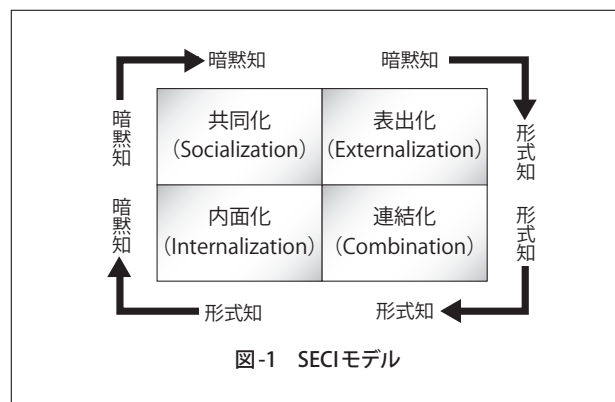 暗黙知
暗黙知
暗黙知
共同化
(Socialization)
表出化
(Externalization)
形式知
暗黙知
内面化
(Internalization)
連結化
(Combination)
形式知
形式知
形式知
図-1 SECIモデル